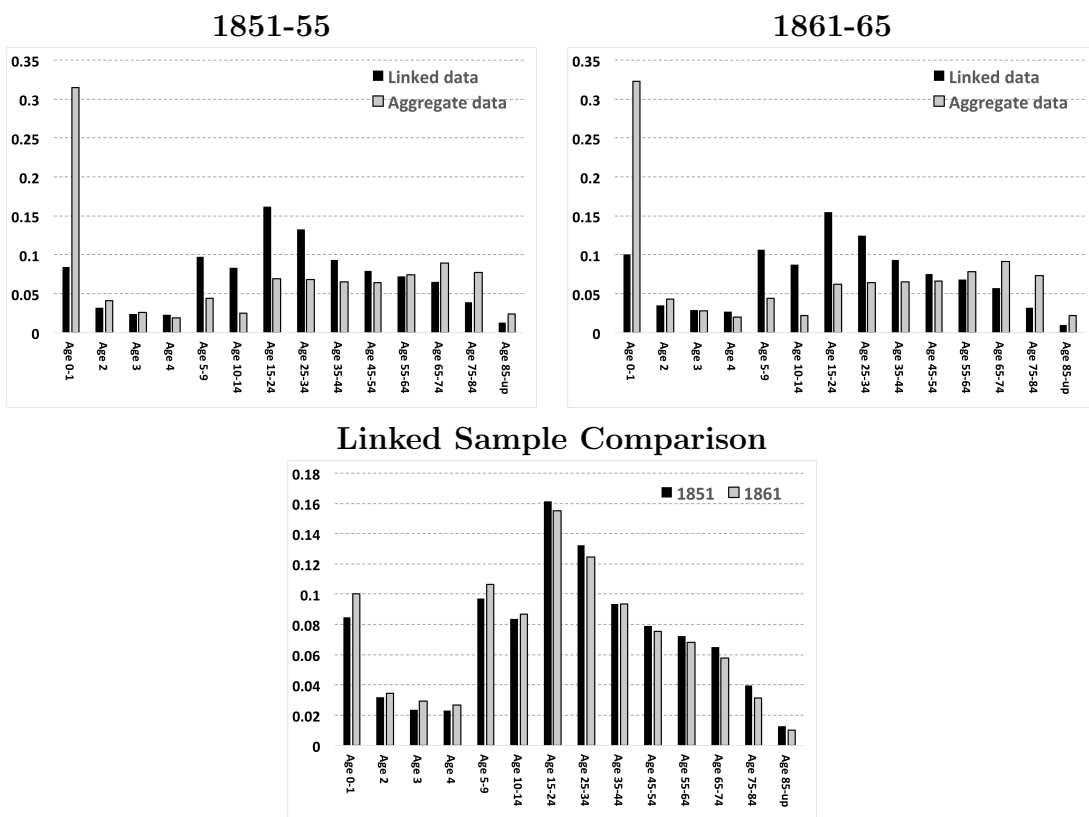 1851-55
0.35
0.3
0.25
0.2
0.15
0.1
0.05
0
Linked data
Aggregate data
Age 0-1
Age 2
Age 3
Age 4
Age 5-9
Age 10-14
Age 15-24
Age 25-34
Age 35-44
Age 45-54
Age 55-64
Age 65-74
Age 75-84
Age 85-up
1861-65
0.35
0.3
0.25
0.2
0.15
0.1
0.05
0
Linked data
Aggregate data
Age 0-1
Age 2
Age 3
Age 4
Age 5-9
Age 10-14
Age 15-24
Age 25-34
Age 35-44
Age 45-54
Age 55-64
Age 65-74
Age 75-84
Age 85-up
Linked Sample Comparison
0.18
0.16
0.14
0.12
0.1
0.08
0.06
0.04
0.02
0
1851 1861
Age 0-1
Age 2
Age 3
Age 4
Age 5-9
Age 10-14
Age 15-24
Age 25-34
Age 35-44
Age 45-54
Age 55-64
Age 65-74
Age 75-84
Age 85-up